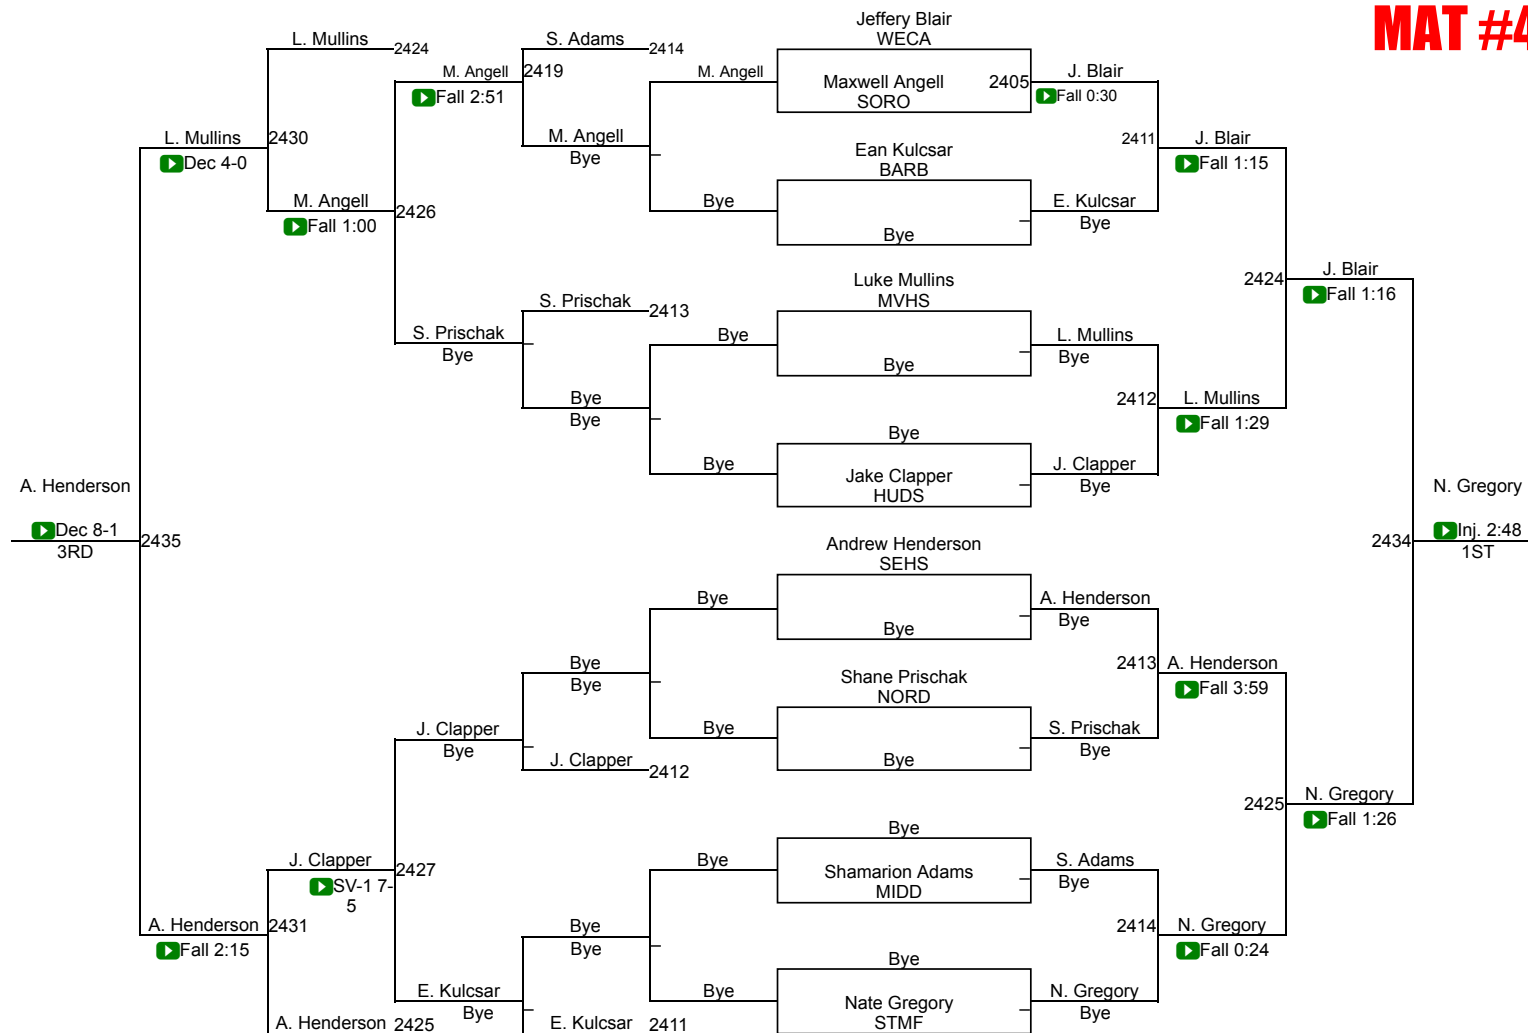 MAT #4
Jeffery Blair
WECA
L. Mullins
2424
S. Adams
2414
M. Angell
2419
Fall 2:51
M. Angell
Maxwell Angell
SORO
2405
J. Blair
Fall 0:30
L. Mullins
2430
Dec 4-0
M. Angell
Bye
Ean Kulcsar
BARB
2411
J. Blair
Fall 1:15
M. Angell
2426
Fall 1:00
Bye
Bye
E. Kulcsar
Bye
Luke Mullins
MVHS
2424
J. Blair
Fall 1:16
S. Prischak
2413
S. Prischak
Bye
Bye
Bye
L. Mullins
Bye
Bye
Bye
2412
L. Mullins
Fall 1:29
Bye
Bye
Jake Clapper
HUDS
J. Clapper
Bye
A. Henderson
Dec 8-1
3RD
2435
N. Gregory
2434
Inj. 2:48
1ST
Andrew Henderson
SEHS
Bye
Bye
A. Henderson
Bye
Bye
Bye
Shane Prischak
NORD
2413
A. Henderson
Fall 3:59
J. Clapper
Bye
Bye
Bye
S. Prischak
Bye
J. Clapper
2412
2425
N. Gregory
Fall 1:26
Bye
J. Clapper
2427
SV-1 7-
5
Bye
Shamarion Adams
MIDD
S. Adams
Bye
A. Henderson
2431
Fall 2:15
Bye
Bye
2414
N. Gregory
Fall 0:24
Bye
E. Kulcsar
Bye
Bye
Nate Gregory
STMF
N. Gregory
Bye
A. Henderson
2425
E. Kulcsar
2411